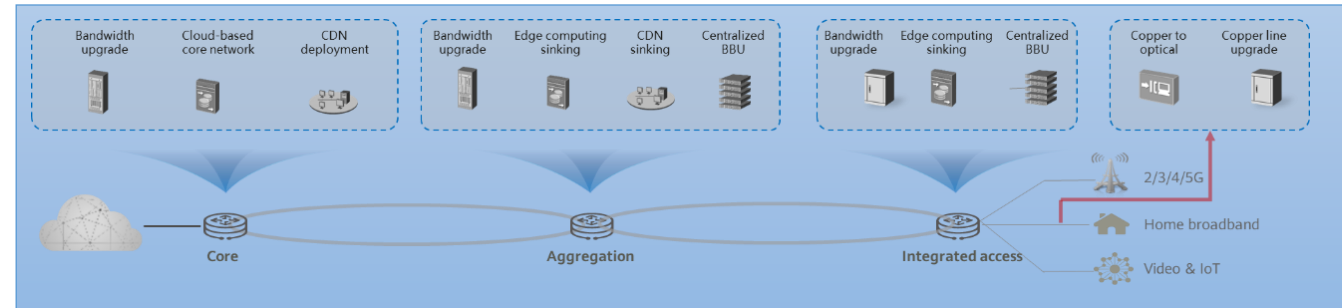 Bandwidth
upgrade
Cloud-based
core network
CDN
deployment
Bandwidth
upgrade
Edge computing
sinking
CDN
sinking
Centralized
BBU
Bandwidth
upgrade
Edge computing
sinking
Centralized
BBU
Copper to
optical
Copper line
upgrade
2/3/4/5G
Home broadband
Video & IoT
Core
Aggregation
Integrated access